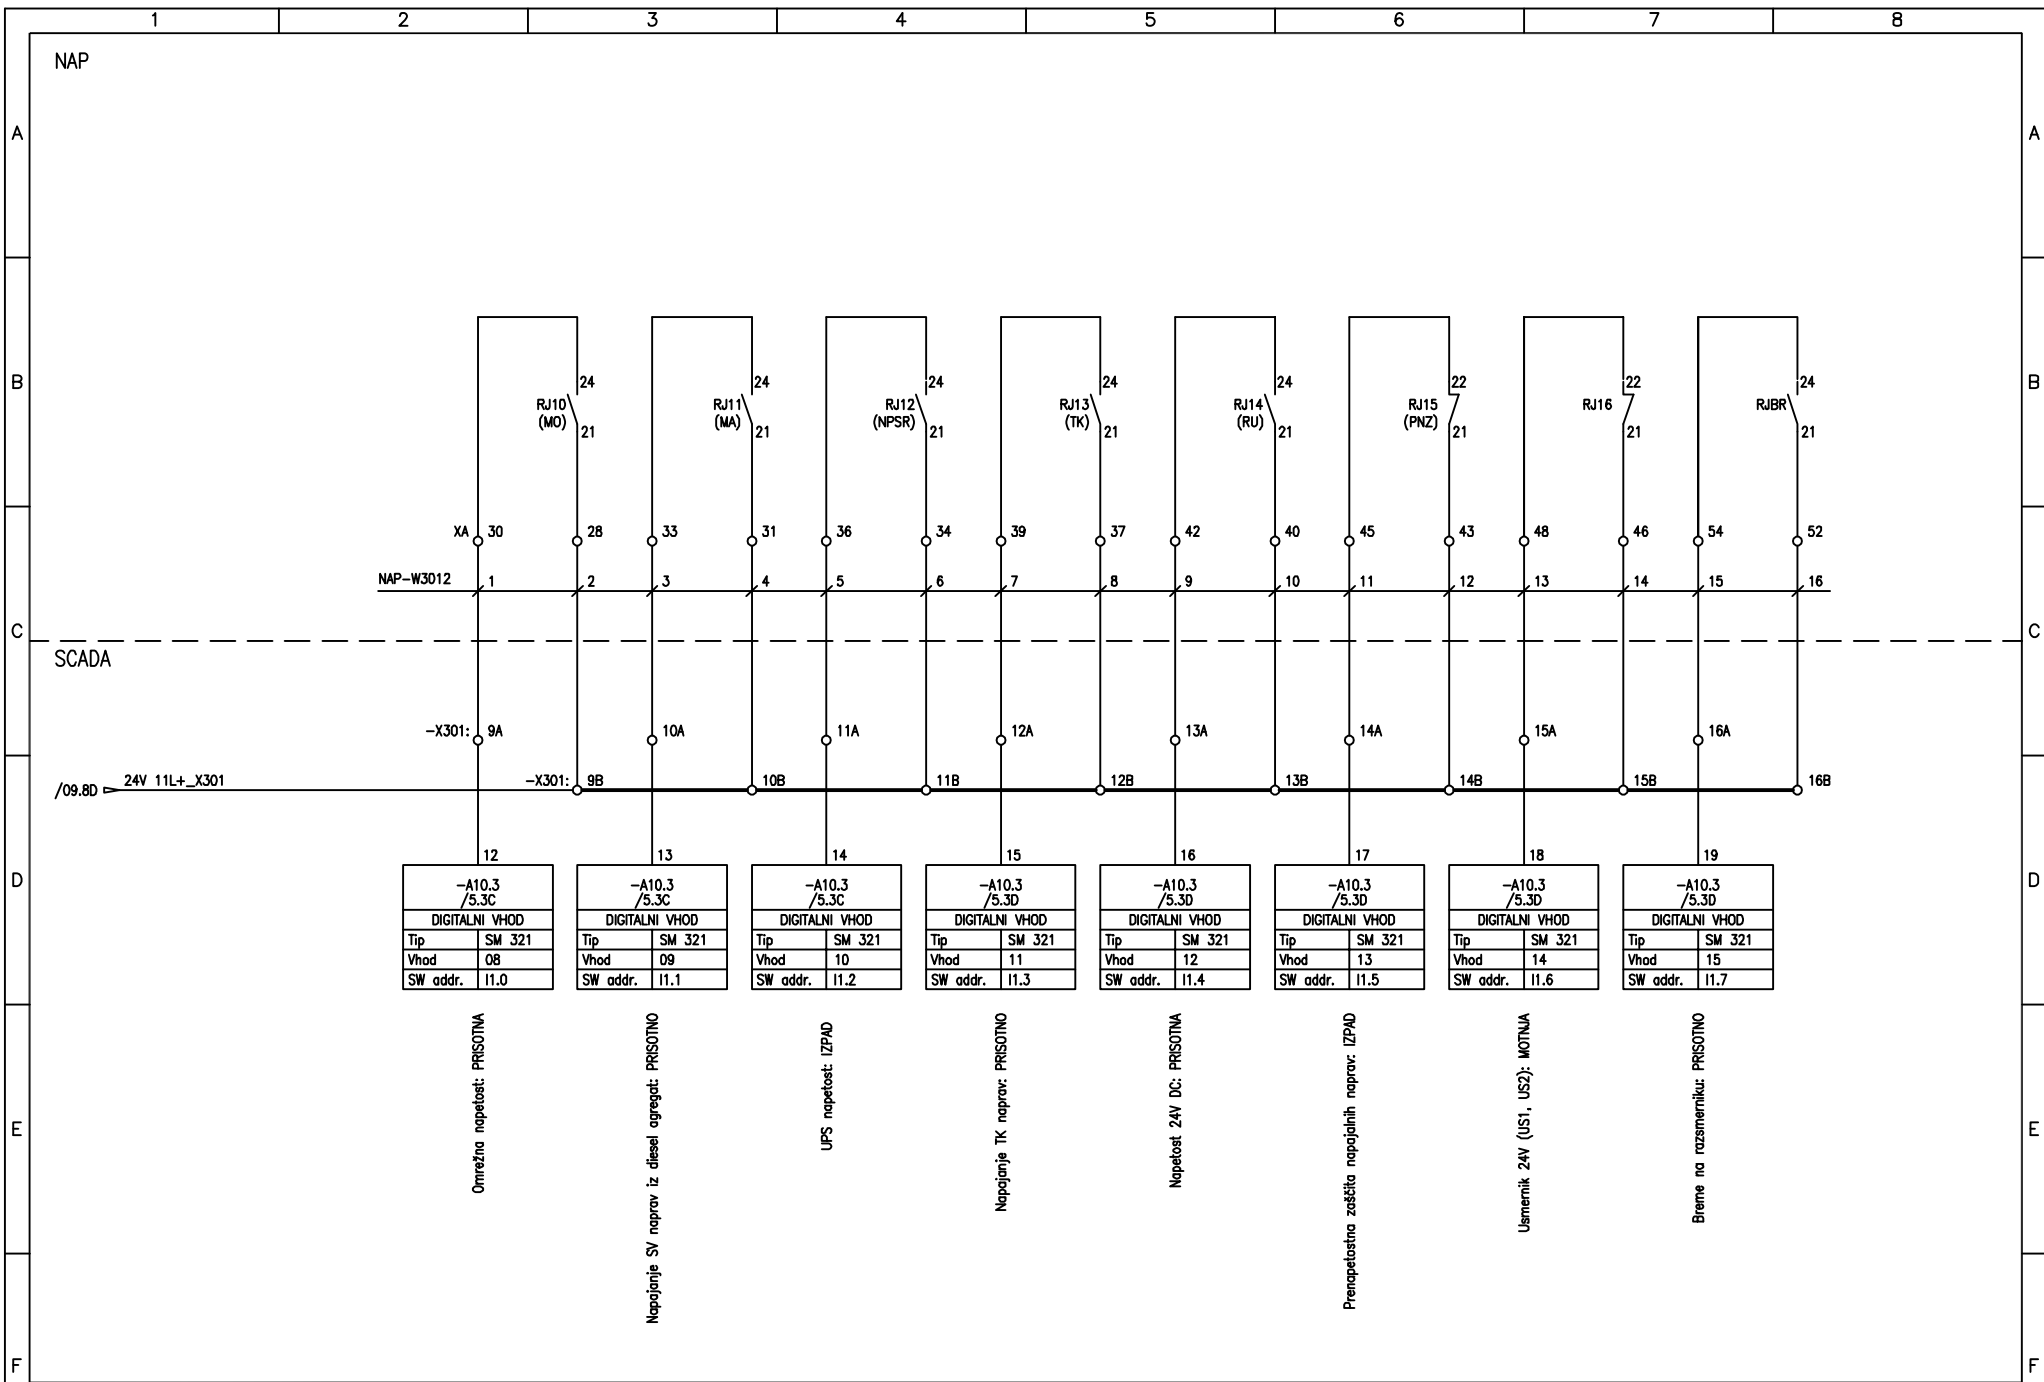 1 2 3 4 5 6 7 8
NAP
A A
B B
24 24 24 24 24 22 22 24
RJ10 RJ11 RJ12 RJ13 RJ14 RJ15 RJ16 RJBR
(MO) (MA) (NPSR) (TK) (RU) (PNZ)
21 21 21 21 21 21 21 21
XA 30 28 33 31 36 34 39 37 42 40 45 43 48 46 54 52
NAP-W3012 1 2 3 4 5 6 7 8 9 10 11 12 13 14 15 16
C C
SCADA
-X301: 9A 10A 11A 12A 13A 14A 15A 16A
/09.8D 24V 11L+_X301 -X301: 9B 10B 11B 12B 13B 14B 15B 16B
12 13 14 15 16 17 18 19
D D
-A10.3 -A10.3 -A10.3 -A10.3 -A10.3 -A10.3 -A10.3 -A10.3
/5.3C /5.3C /5.3C /5.3D /5.3D /5.3D /5.3D /5.3D
DIGITALNI VHOD DIGITALNI VHOD DIGITALNI VHOD DIGITALNI VHOD DIGITALNI VHOD DIGITALNI VHOD DIGITALNI VHOD DIGITALNI VHOD
Tip SM 321 Tip SM 321 Tip SM 321 Tip SM 321 Tip SM 321 Tip SM 321 Tip SM 321 Tip SM 321
Vhod 08 Vhod 09 Vhod 10 Vhod 11 Vhod 12 Vhod 13 Vhod 14 Vhod 15
SW addr. I1.0 SW addr. I1.1 SW addr. I1.2 SW addr. I1.3 SW addr. I1.4 SW addr. I1.5 SW addr. I1.6 SW addr. I1.7
Omrežna napetost: PRISOTNA
Napajanje SV naprav iz diesel agregat: PRISOTNO
UPS napetost: IZPAD
Napajanje TK naprav: PRISOTNO
Napetost 24V DC: PRISOTNA
Prenapetostna zaščita napajalnih naprav: IZPAD
Usmernik 24V (US1, US2): MOTNJA
Breme na razsmerniku: PRISOTNO
E E
F F